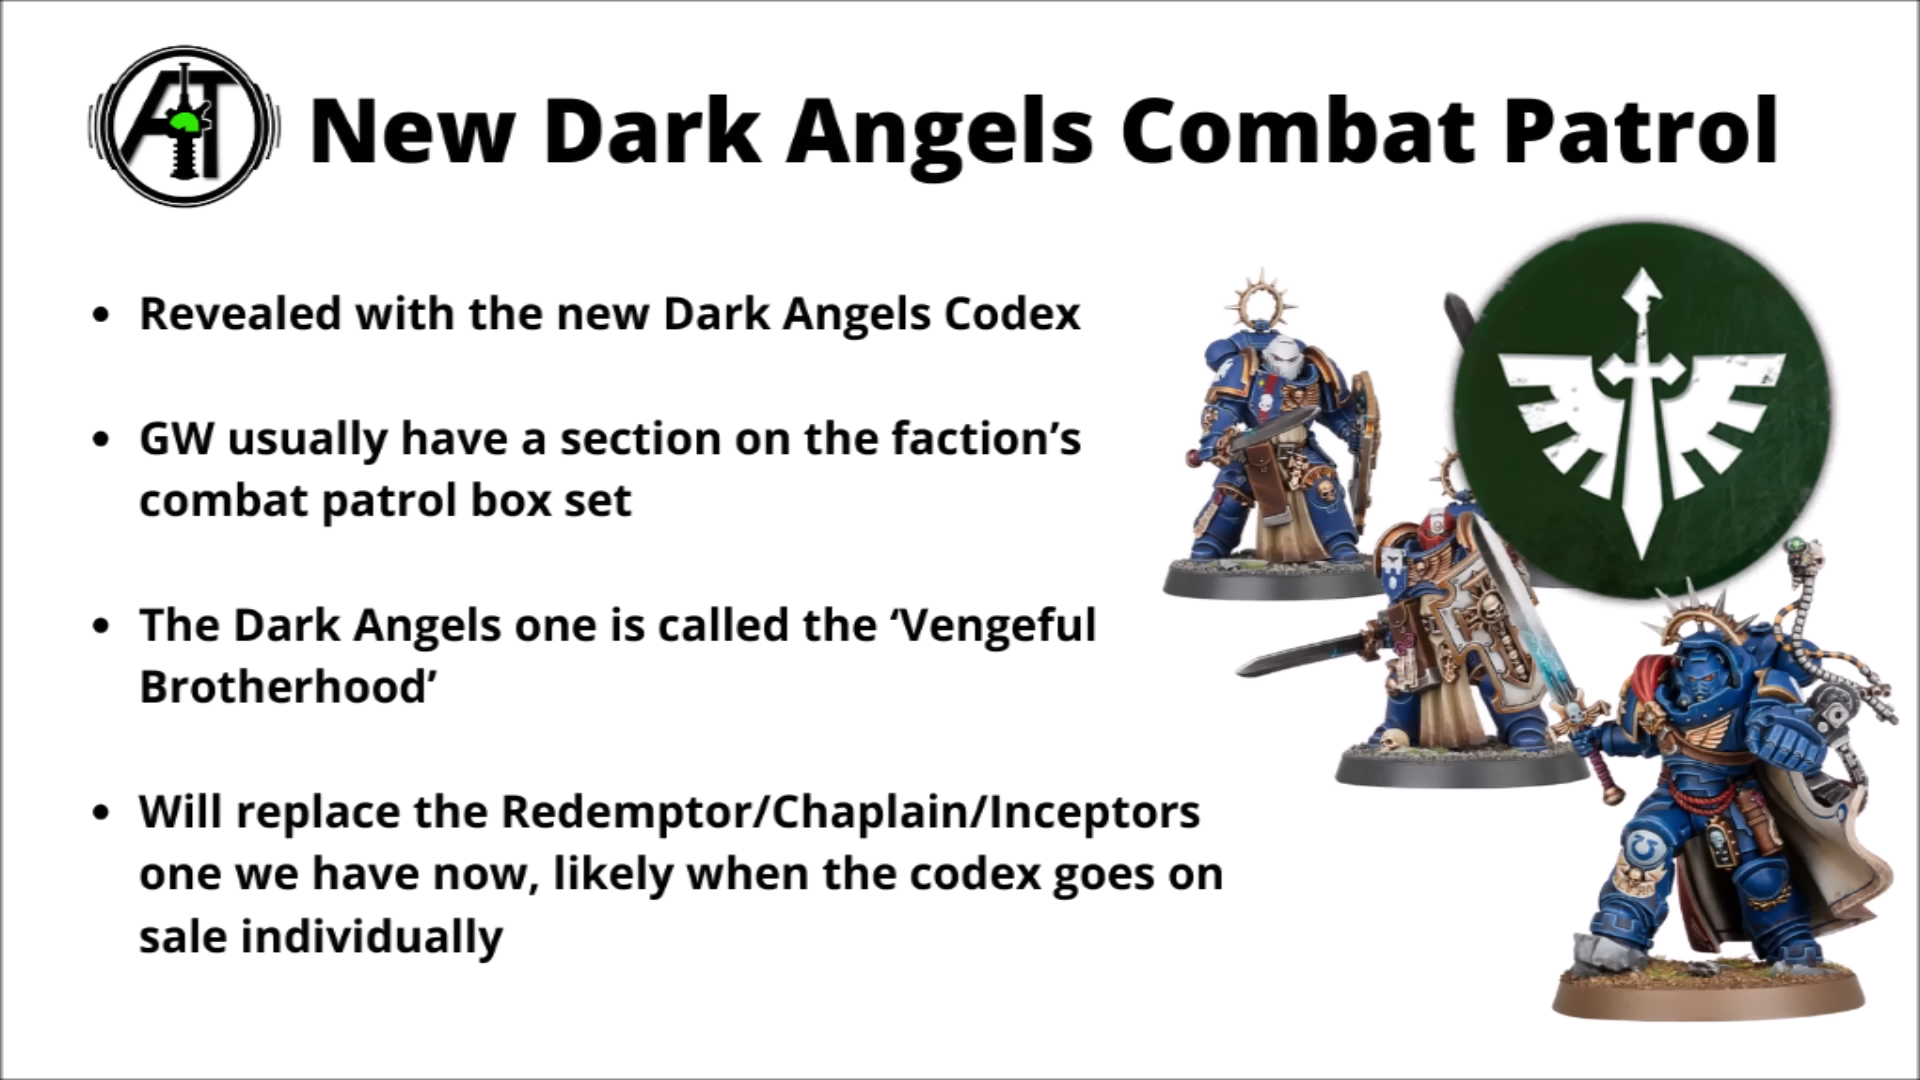 AT
New Dark Angels Combat Patrol
• Revealed with the new Dark Angels Codex
• GW usually have a section on the faction’s
combat patrol box set
• The Dark Angels one is called the ‘Vengeful
Brotherhood’
• Will replace the Redemptor/Chaplain/Inceptors
one we have now, likely when the codex goes on
sale individually